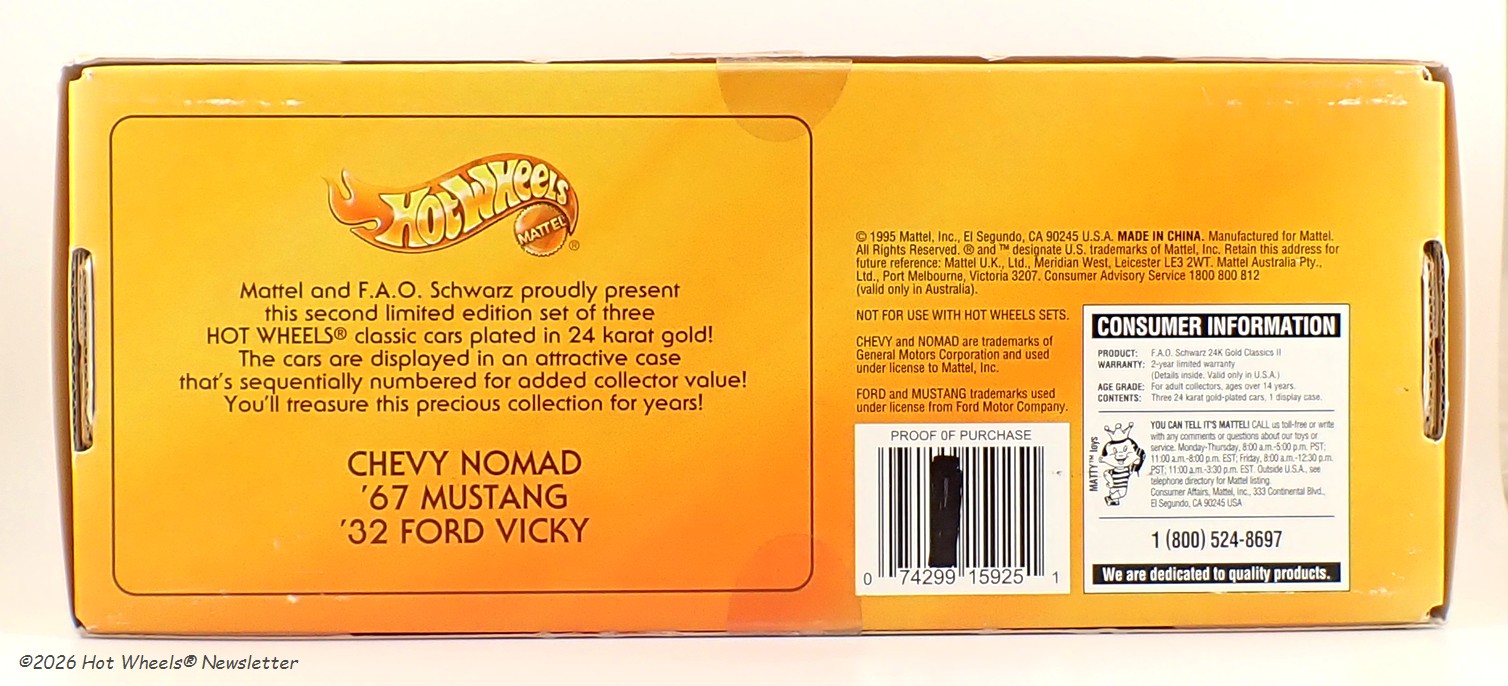 HOT WHEELS
MATTEL
®
Mattel and F.A.O. Schwarz proudly present
this second limited edition set of three
HOT WHEELS® classic cars plated in 24 karat gold!
The cars are displayed in an attractive case
that's sequentially numbered for added collector value!
You'll treasure this precious collection for years!
CHEVY NOMAD
'67 MUSTANG
'32 FORD VICKY
© 1995 Mattel, Inc., El Segundo, CA 90245 U.S.A. MADE IN CHINA. Manufactured for Mattel.
All Rights Reserved. ® and ™ designate U.S. trademarks of Mattel, Inc. Retain this address for
future reference: Mattel U.K., Ltd., Meridian West, Leicester LE3 2WT. Mattel Australia Pty.,
Ltd., Port Melbourne, Victoria 3207. Consumer Advisory Service 1800 800 812
(valid only in Australia).
NOT FOR USE WITH HOT WHEELS SETS.
CHEVY and NOMAD are trademarks of
General Motors Corporation and used
under license to Mattel, Inc.
FORD and MUSTANG trademarks used
under license from Ford Motor Company.
PROOF OF PURCHASE
0 74299 15925 1
CONSUMER INFORMATION
PRODUCT: F.A.O. Schwarz 24K Gold Classics II
WARRANTY: 2-year limited warranty
(Details inside. Valid only in U.S.A.)
AGE GRADE: For adult collectors, ages over 14 years.
CONTENTS: Three 24 karat gold-plated cars, 1 display case.
MATTY™ toys
YOU CAN TELL IT'S MATTEL! CALL us toll-free or write
with any comments or questions about our toys or
service. Monday-Thursday, 8:00 a.m.-5:00 p.m. PST;
11:00 a.m.-8:00 p.m. EST; Friday, 8:00 a.m.-12:30 p.m.
PST; 11:00 a.m.-3:30 p.m. EST. Outside U.S.A., see
telephone directory for Mattel listing.
Consumer Affairs, Mattel, Inc., 333 Continental Blvd.,
El Segundo, CA 90245 USA
1 (800) 524-8697
We are dedicated to quality products.
©2026 Hot Wheels® Newsletter